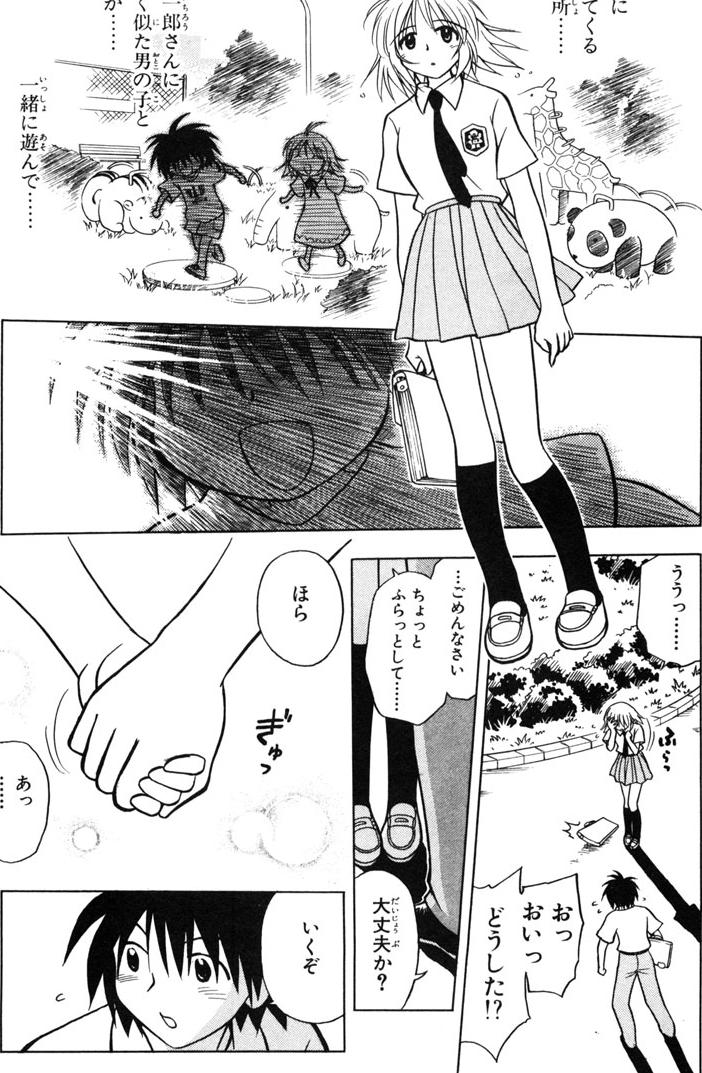 に
てくる
所……
一郎さんに
く似た男の子と
か……
一緒に遊んで……
ううっ……
ふらっ
おっ
おいっ
どうした!?
…ごめんなさい
ちょっと
ふらっとして……
大丈夫か?
ほら
ぎゅっ
あっ
……
いくぞ